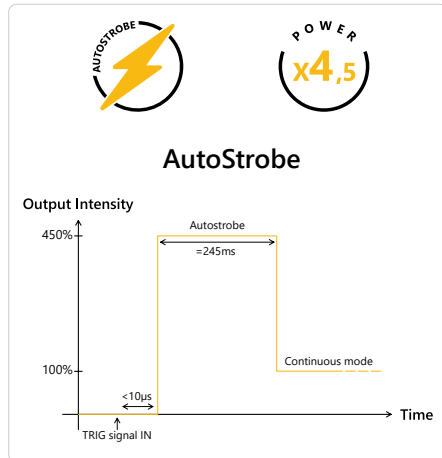 AUTOSTROBE
POWER
x4,5
AutoStrobe
Output Intensity
450%
Autostrobe
=245ms
100%
Continuous mode
<10µs
Time
TRIG signal IN